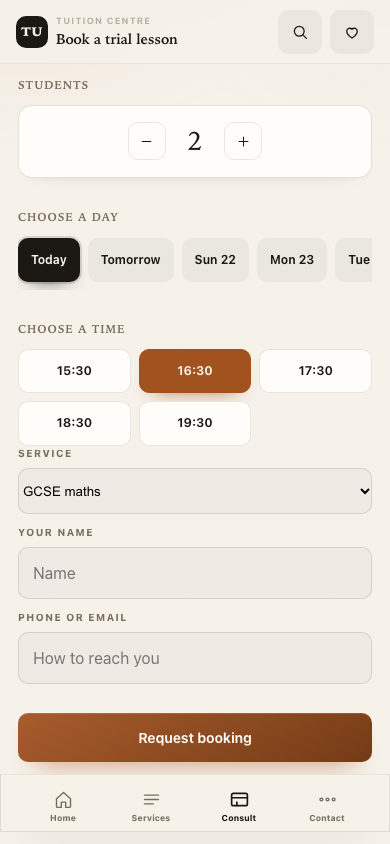 TU
TUITION CENTRE
Book a trial lesson
STUDENTS
− 2 +
CHOOSE A DAY
Today Tomorrow Sun 22 Mon 23 Tue
CHOOSE A TIME
15:30 16:30 17:30
18:30 19:30
SERVICE
GCSE maths
YOUR NAME
Name
PHONE OR EMAIL
How to reach you
Request booking
Home Services Consult Contact